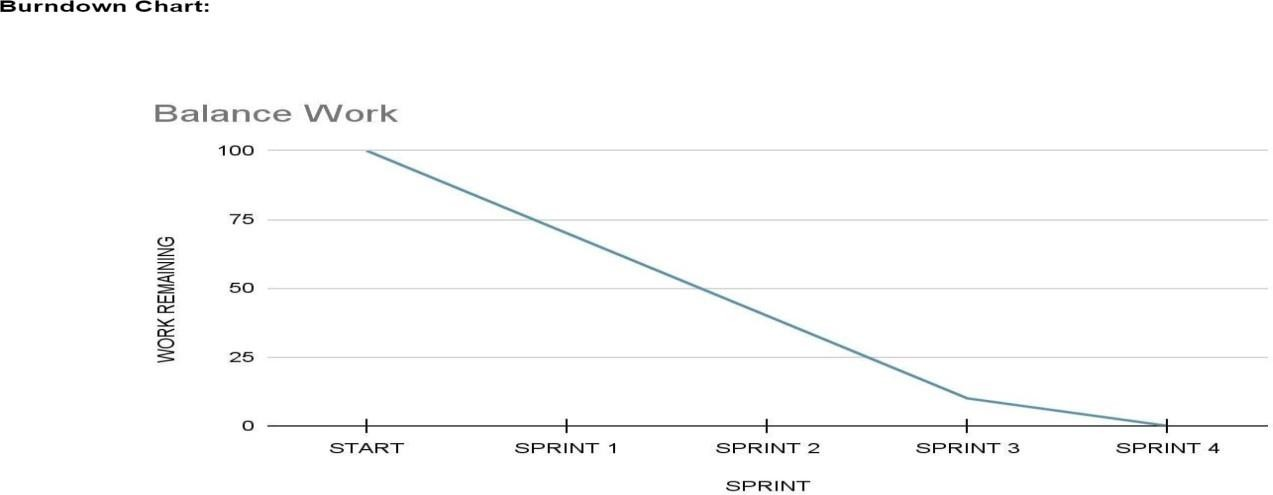 Burndown Chart:
Balance Work
100
75
50
25
0
WORK REMAINING
START SPRINT 1 SPRINT 2 SPRINT 3 SPRINT 4
SPRINT